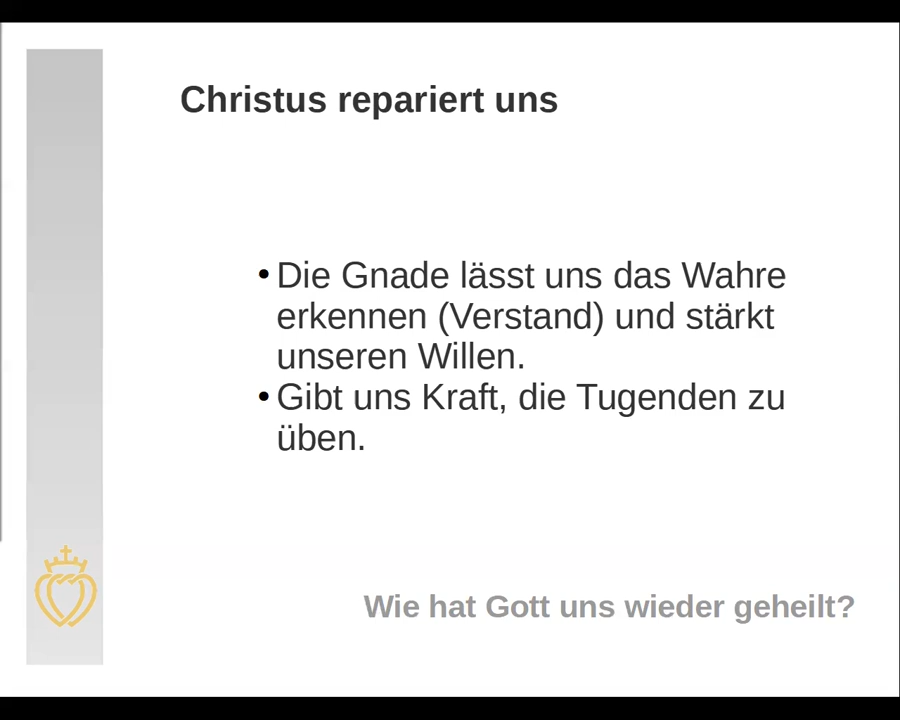 Christus repariert uns
• Die Gnade lässt uns das Wahre
erkennen (Verstand) und stärkt
unseren Willen.
• Gibt uns Kraft, die Tugenden zu
üben.
Wie hat Gott uns wieder geheilt?